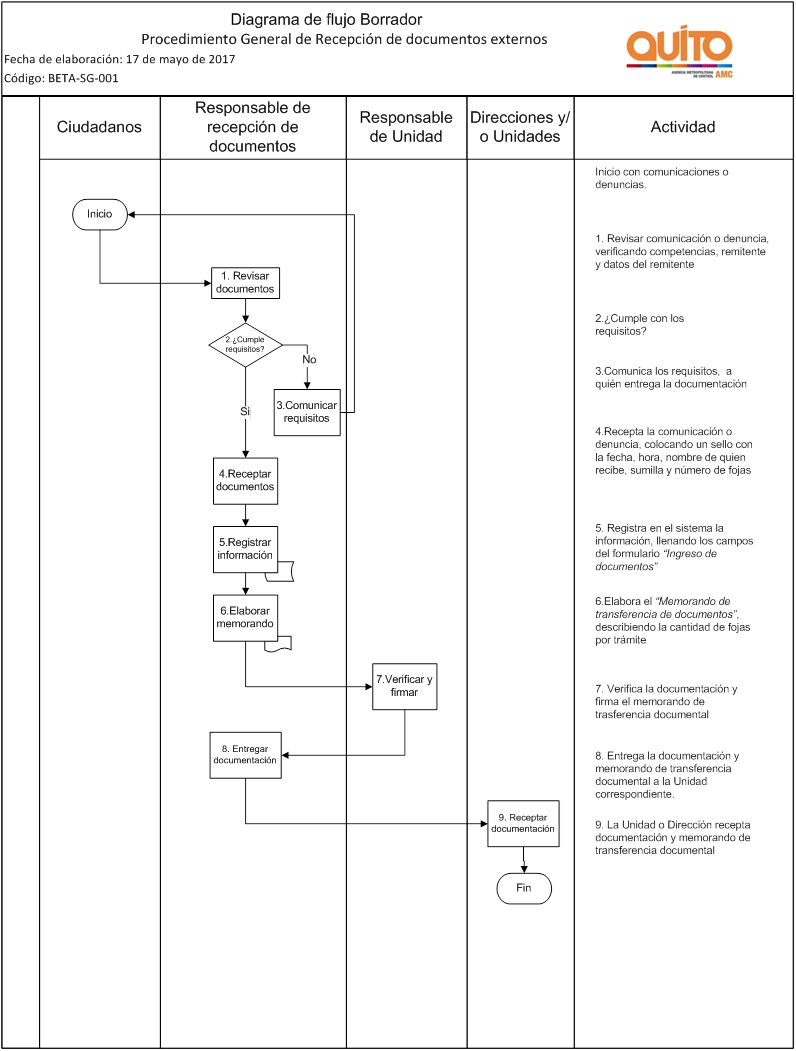 Diagrama de flujo Borrador
Procedimiento General de Recepción de documentos externos
Fecha de elaboración: 17 de mayo de 2017
Código: BETA-SG-001
QUITO
AGENCIA METROPOLITANA
DE CONTROL
AMC
Ciudadanos
Responsable de
recepción de
documentos
Responsable
de Unidad
Direcciones y/
o Unidades
Actividad
Inicio con comunicaciones o
denuncias.
Inicio
1. Revisar comunicación o denuncia,
verificando competencias, remitente
y datos del remitente
1. Revisar
documentos
2.¿Cumple con los
requisitos?
2.¿Cumple
requisitos?
No
3.Comunica los requisitos,  a
quién entrega la documentación
3.Comunicar
requisitos
Si
4.Recepta la comunicación o
denuncia, colocando un sello con
la fecha, hora, nombre de quien
recibe, sumilla y número de fojas
4.Receptar
documentos
5. Registra en el sistema la
información, llenando los campos
del formulario “Ingreso de
documentos”
5.Registrar
información
6.Elabora el “Memorando de
transferencia de documentos”,
describiendo la cantidad de fojas
por trámite
6.Elaborar
memorando
7. Verifica la documentación y
firma el memorando de
trasferencia documental
7.Verificar y
firmar
8. Entrega la documentación y
memorando de transferencia
documental a la Unidad
correspondiente.
8. Entregar
documentación
9. La Unidad o Dirección recepta
documentación y memorando de
transferencia documental
9. Receptar
documentación
Fin